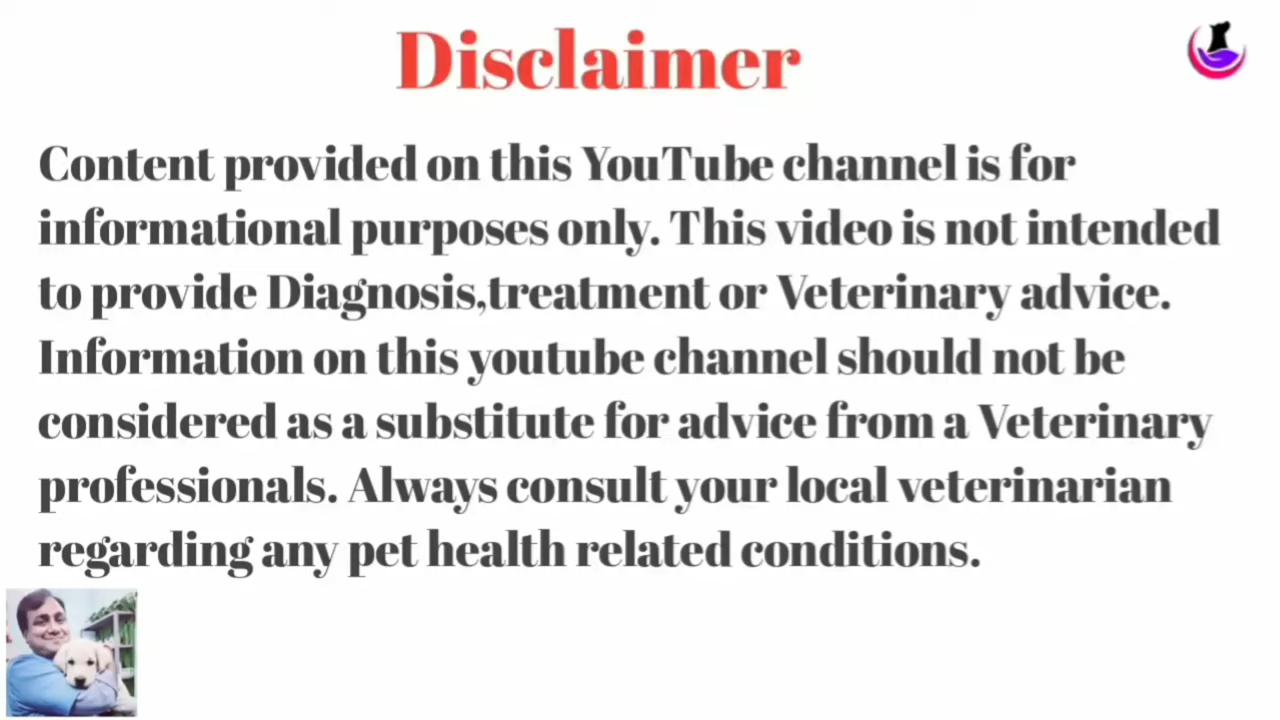 Disclaimer
Content provided on this YouTube channel is for
informational purposes only. This video is not intended
to provide Diagnosis,treatment or Veterinary advice.
Information on this youtube channel should not be
considered as a substitute for advice from a Veterinary
professionals. Always consult your local veterinarian
regarding any pet health related conditions.